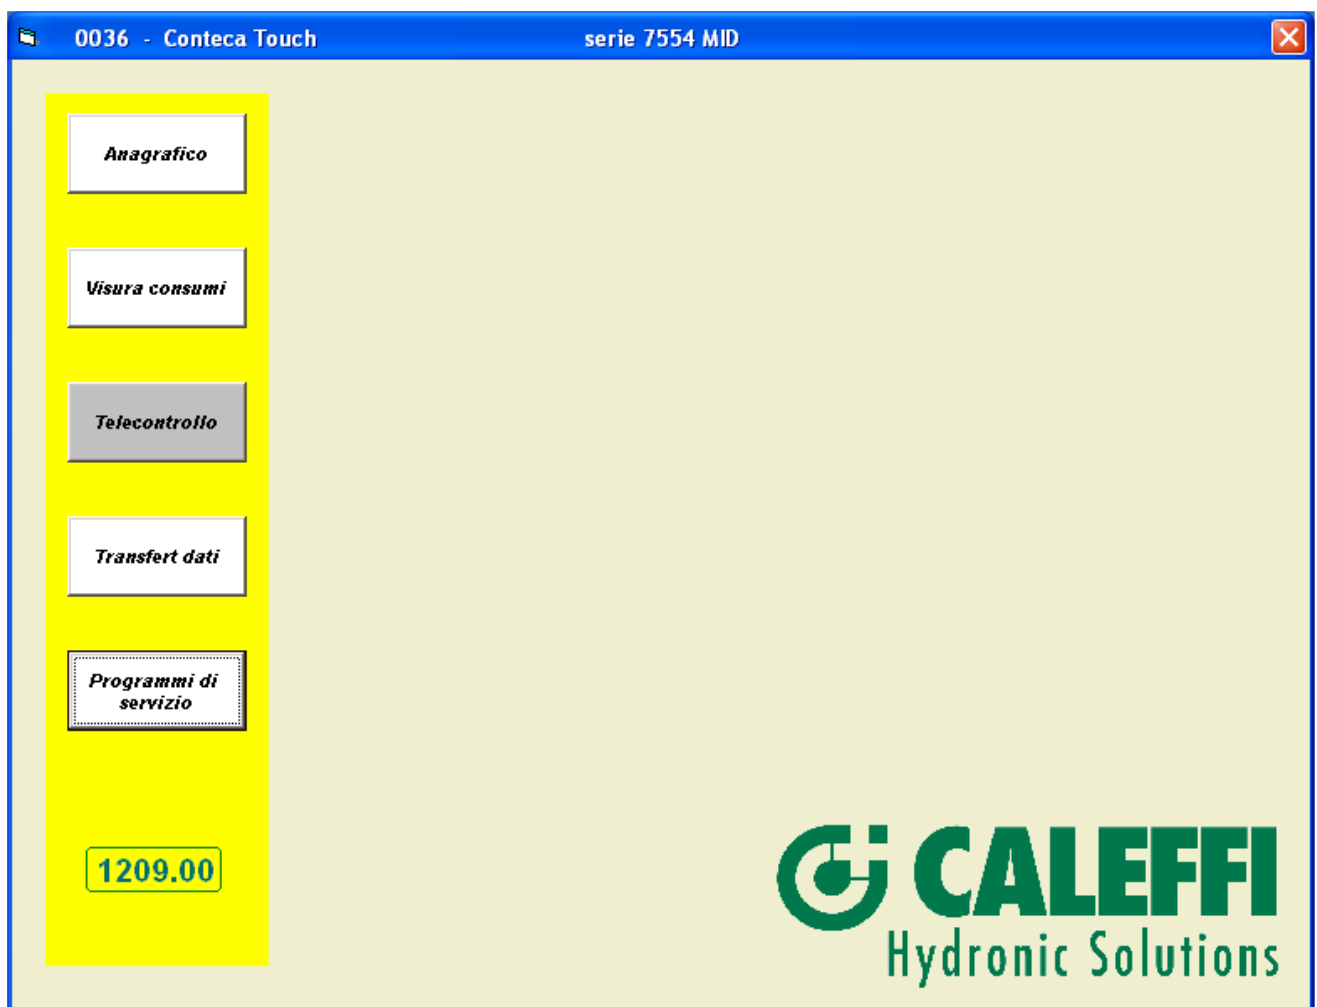 0036 - Conteca Touch serie 7554 MID
Anagrafico
Visura consumi
Telecontrollo
Transfert dati
Programmi di
servizio
1209.00
CALEFFI
Hydronic Solutions